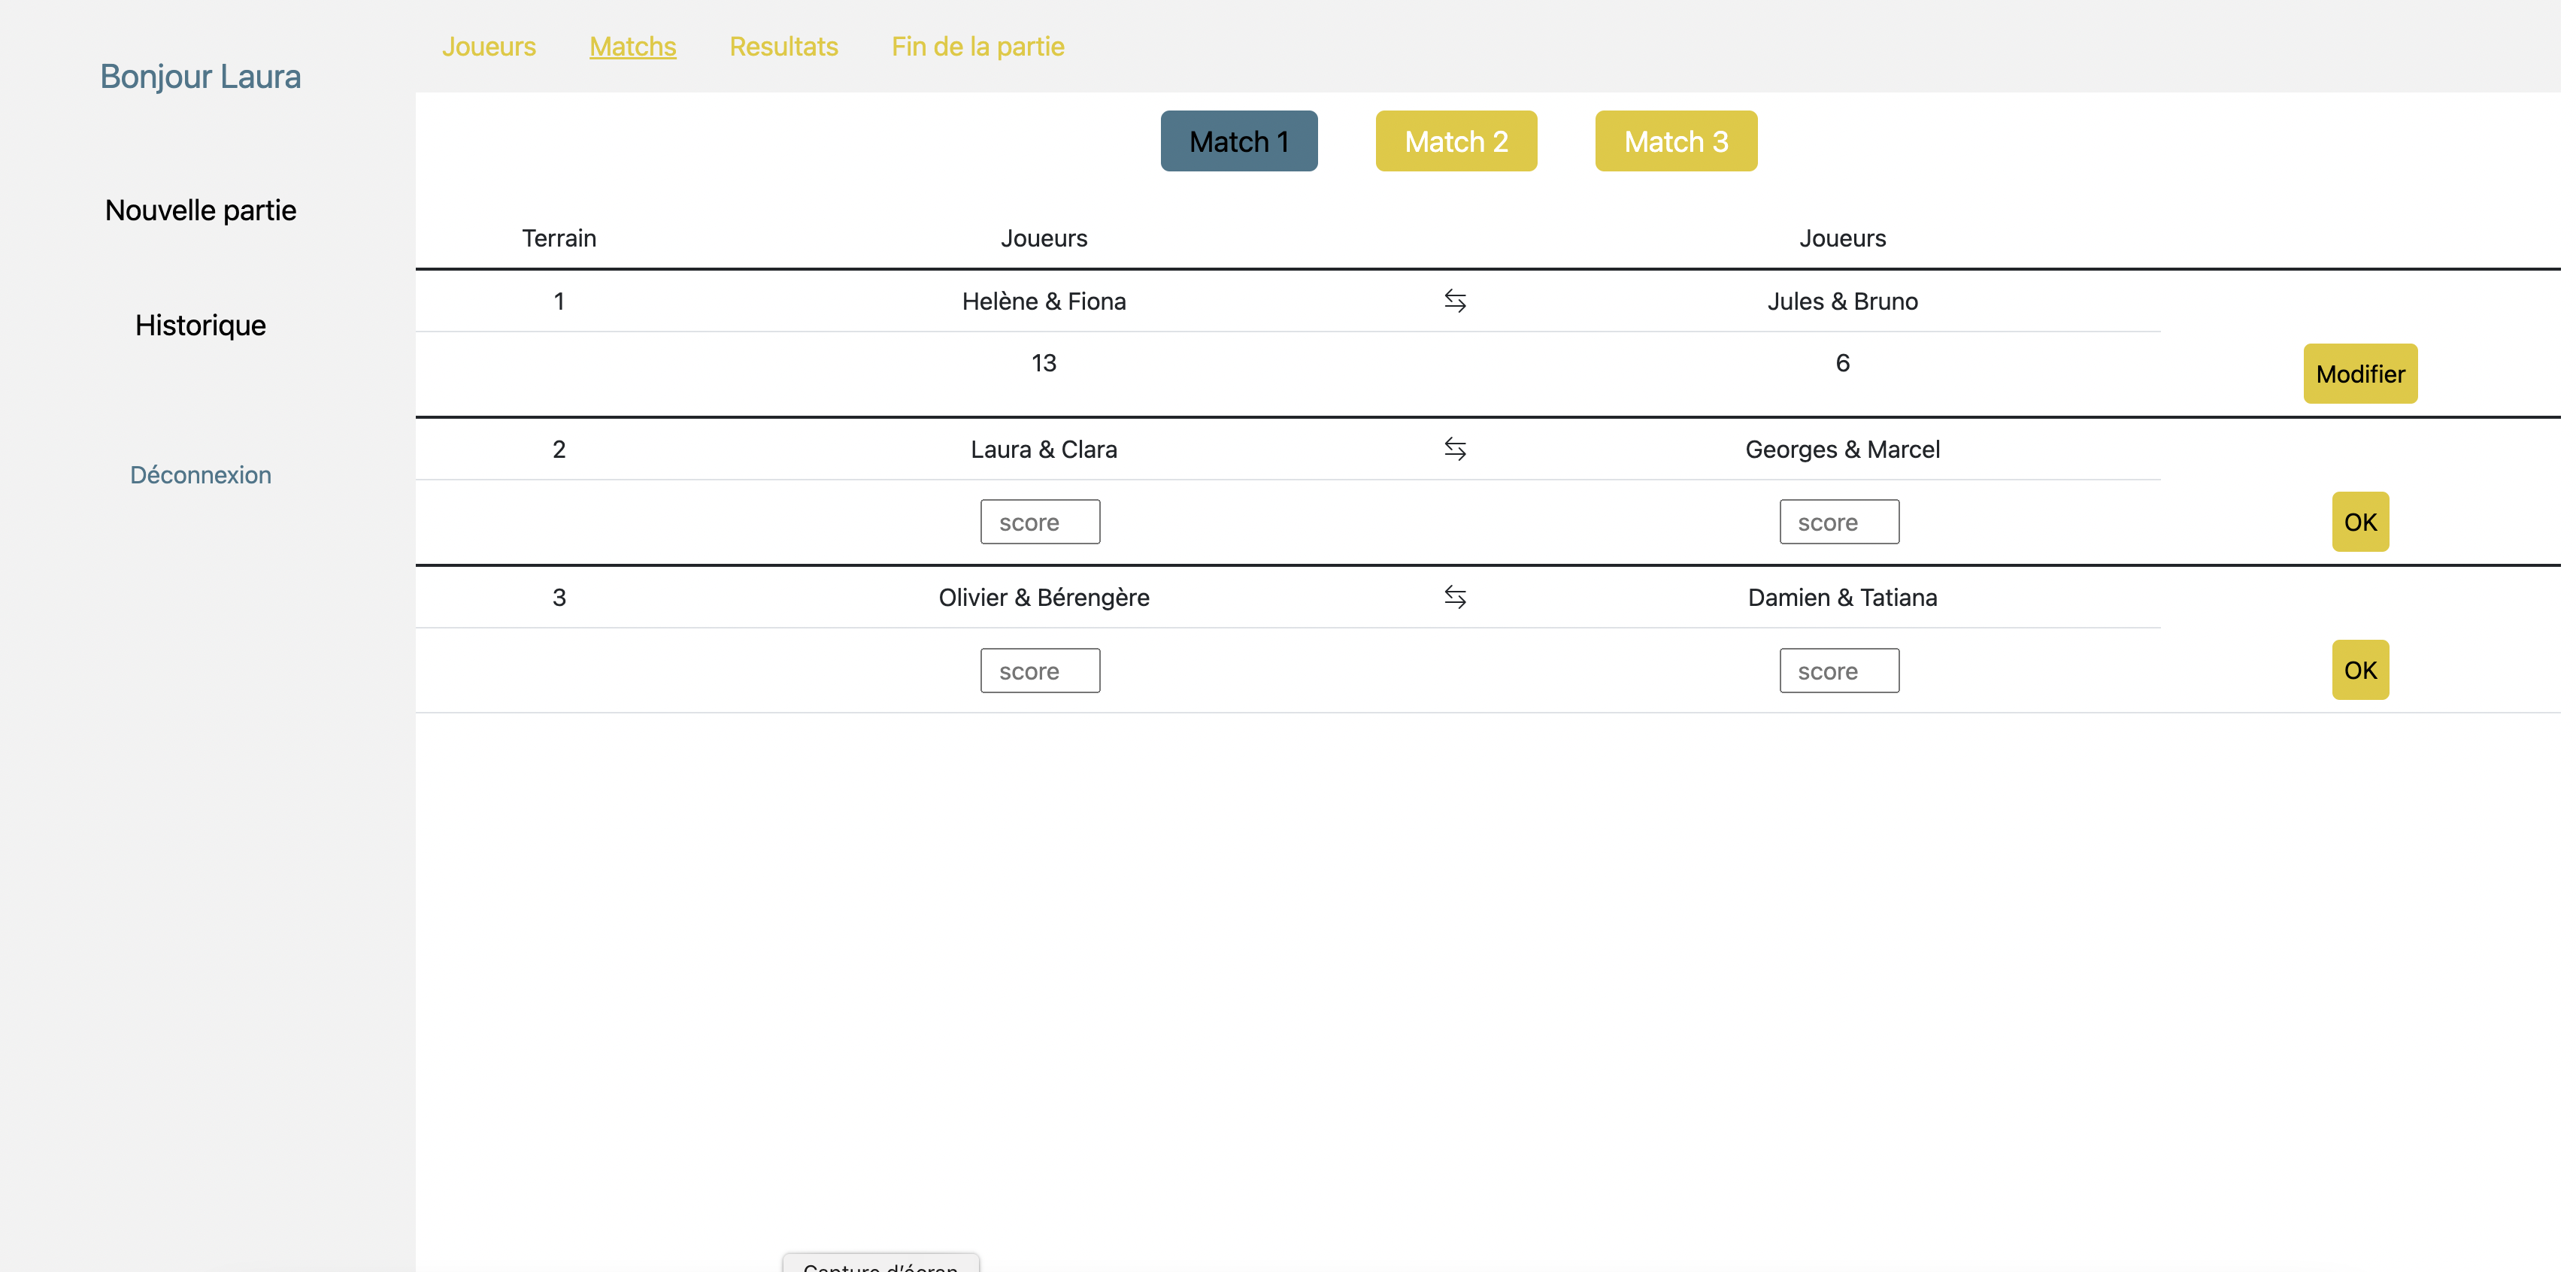 Bonjour Laura
Nouvelle partie
Historique
Déconnexion
Joueurs Matchs Resultats Fin de la partie
Match 1 Match 2 Match 3
Terrain Joueurs Joueurs
1 Helène & Fiona ⇆ Jules & Bruno
13 6 Modifier
2 Laura & Clara ⇆ Georges & Marcel
score score OK
3 Olivier & Bérengère ⇆ Damien & Tatiana
score score OK
Capture d'écran